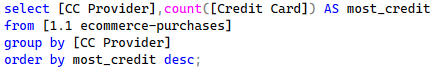 select [CC Provider],count([Credit Card]) AS most_credit
from [1.1 ecommerce-purchases]
group by [CC Provider]
order by most_credit desc;